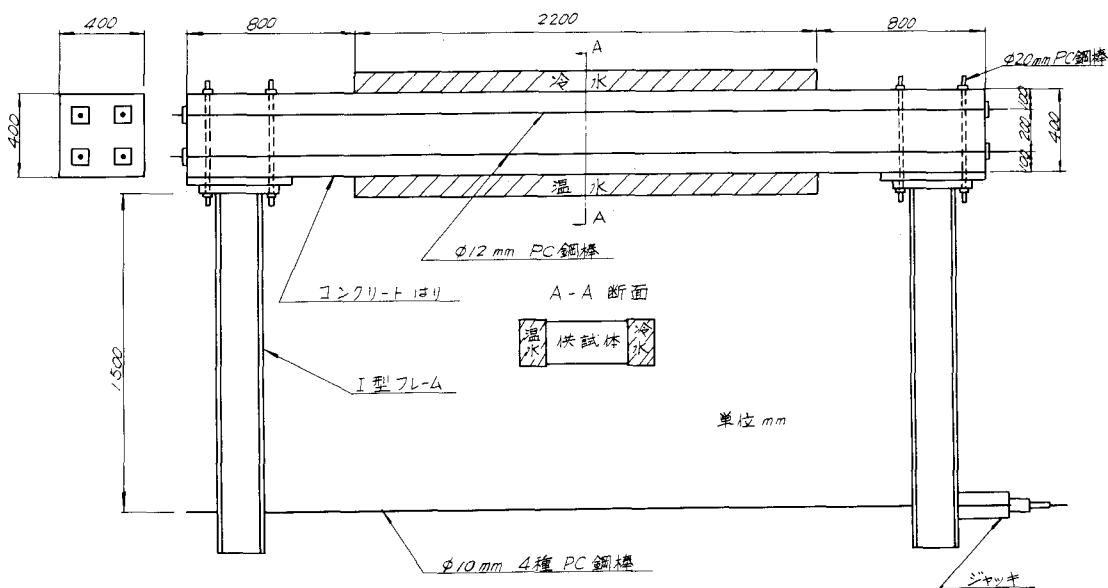 400
800
2200
800
A
φ20mm PC鋼棒
冷 水
400
100
200
100
400
温 水
A
φ12 mm PC鋼棒
コンクリート はり
A-A 断面
温水
供試体
冷水
1500
I型フレーム
単位 mm
φ10mm 4種 PC鋼棒
ジャッキ